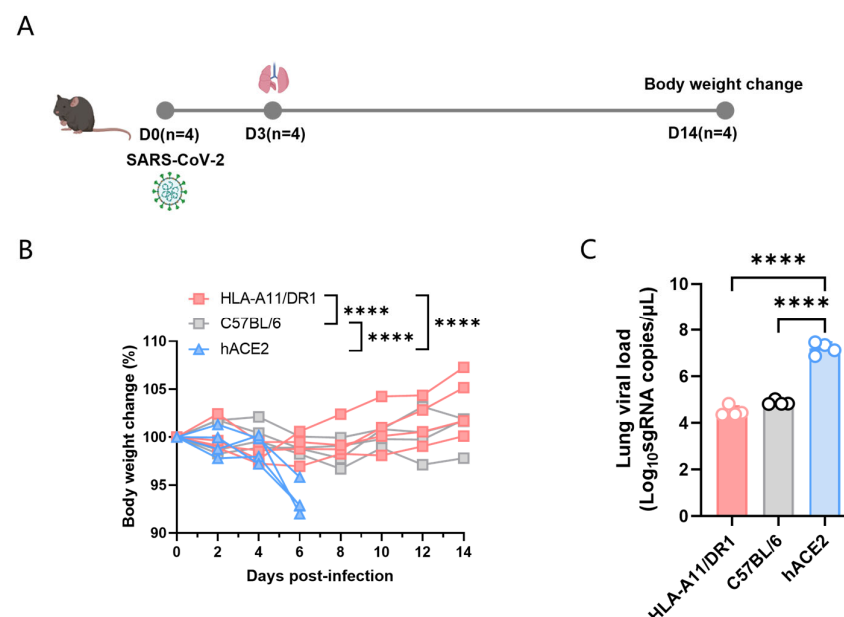 A
Body weight change
D0(n=4)
D3(n=4)
D14(n=4)
SARS-CoV-2
B
HLA-A11/DR1
C57BL/6
hACE2
****
****
****
Body weight change (%)
110
105
100
95
90
0 2 4 6 8 10 12 14
Days post-infection
C
****
****
Lung viral load
(Log10sgRNA copies/μL)
10
8
6
4
2
0
HLA-A11/DR1
C57BL/6
hACE2